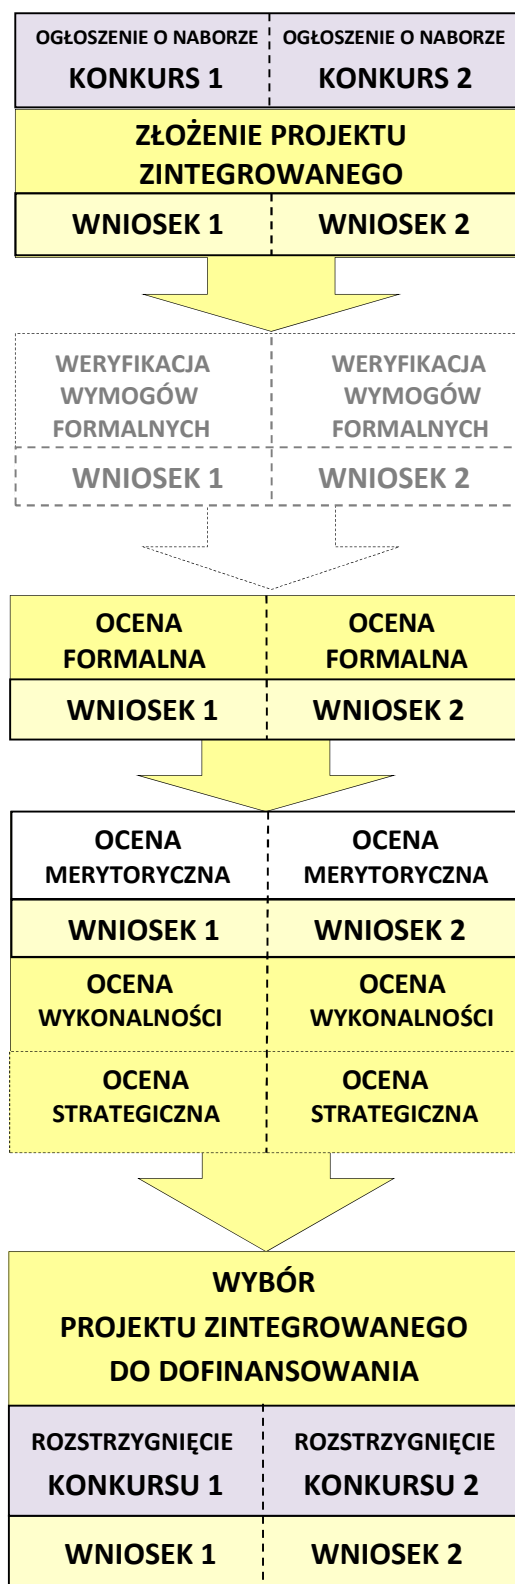 OGŁOSZENIE O NABORZE OGŁOSZENIE O NABORZE
KONKURS 1 KONKURS 2
ZŁOŻENIE PROJEKTU
ZINTEGROWANEGO
WNIOSEK 1 WNIOSEK 2
WERYFIKACJA WERYFIKACJA
WYMOGÓW WYMOGÓW
FORMALNYCH FORMALNYCH
WNIOSEK 1 WNIOSEK 2
OCENA OCENA
FORMALNA FORMALNA
WNIOSEK 1 WNIOSEK 2
OCENA OCENA
MERYTORYCZNA MERYTORYCZNA
WNIOSEK 1 WNIOSEK 2
OCENA OCENA
WYKONALNOŚCI WYKONALNOŚCI
OCENA OCENA
STRATEGICZNA STRATEGICZNA
WYBÓR
PROJEKTU ZINTEGROWANEGO
DO DOFINANSOWANIA
ROZSTRZYGNIĘCIE ROZSTRZYGNIĘCIE
KONKURSU 1 KONKURSU 2
WNIOSEK 1 WNIOSEK 2